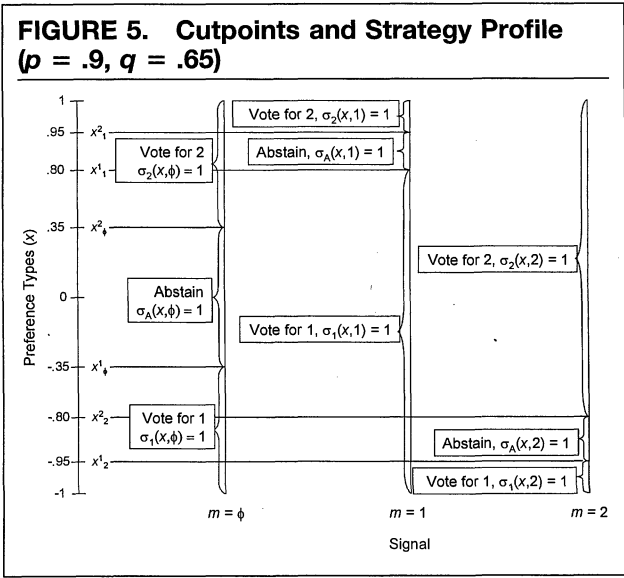 FIGURE 5. Cutpoints and Strategy Profile
(p = .9, q = .65)
1
.95
x²₁
.80
x¹₁
.35
x²ᵩ
0
-.35
x¹ᵩ
-.80
x²₂
-.95
x¹₂
-1
Preference Types (x)
Vote for 2
σ₂(x,ϕ) = 1
Abstain
σ_A(x,ϕ) = 1
Vote for 1
σ₁(x,ϕ) = 1
Vote for 2, σ₂(x,1) = 1
Abstain, σ_A(x,1) = 1
Vote for 1, σ₁(x,1) = 1
Vote for 2, σ₂(x,2) = 1
Abstain, σ_A(x,2) = 1
Vote for 1, σ₁(x,2) = 1
m = ϕ
m = 1
m = 2
Signal